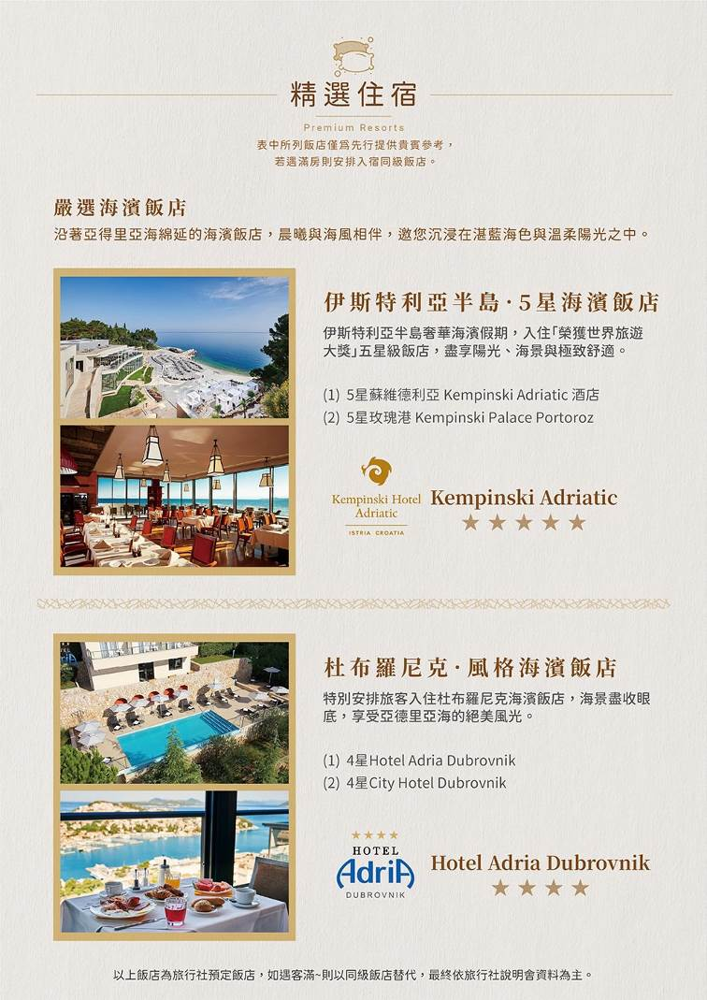 精選住宿
Premium Resorts
表中所列飯店僅爲先行提供貴賓參考，
若遇滿房則安排入宿同級飯店。
嚴選海濱飯店
沿著亞得里亞海綿延的海濱飯店，晨曦與海風相伴，邀您沉浸在湛藍海色與溫柔陽光之中。
伊斯特利亞半島·5星海濱飯店
伊斯特利亞半島奢華海濱假期，入住「榮獲世界旅遊
大獎」五星級飯店，盡享陽光、海景與極致舒適。
(1) 5星蘇維德利亞 Kempinski Adriatic 酒店
(2) 5星玫瑰港 Kempinski Palace Portoroz
Kempinski Hotel
Adriatic
ISTRIA CROATIA
Kempinski Adriatic
杜布羅尼克·風格海濱飯店
特別安排旅客入住杜布羅尼克海濱飯店，海景盡收眼
底，享受亞德里亞海的絕美風光。
(1) 4星Hotel Adria Dubrovnik
(2) 4星City Hotel Dubrovnik
HOTEL
AdriA
DUBROVNIK
Hotel Adria Dubrovnik
以上飯店為旅行社預定飯店，如遇客滿~則以同級飯店替代，最終依旅行社說明會資料為主。